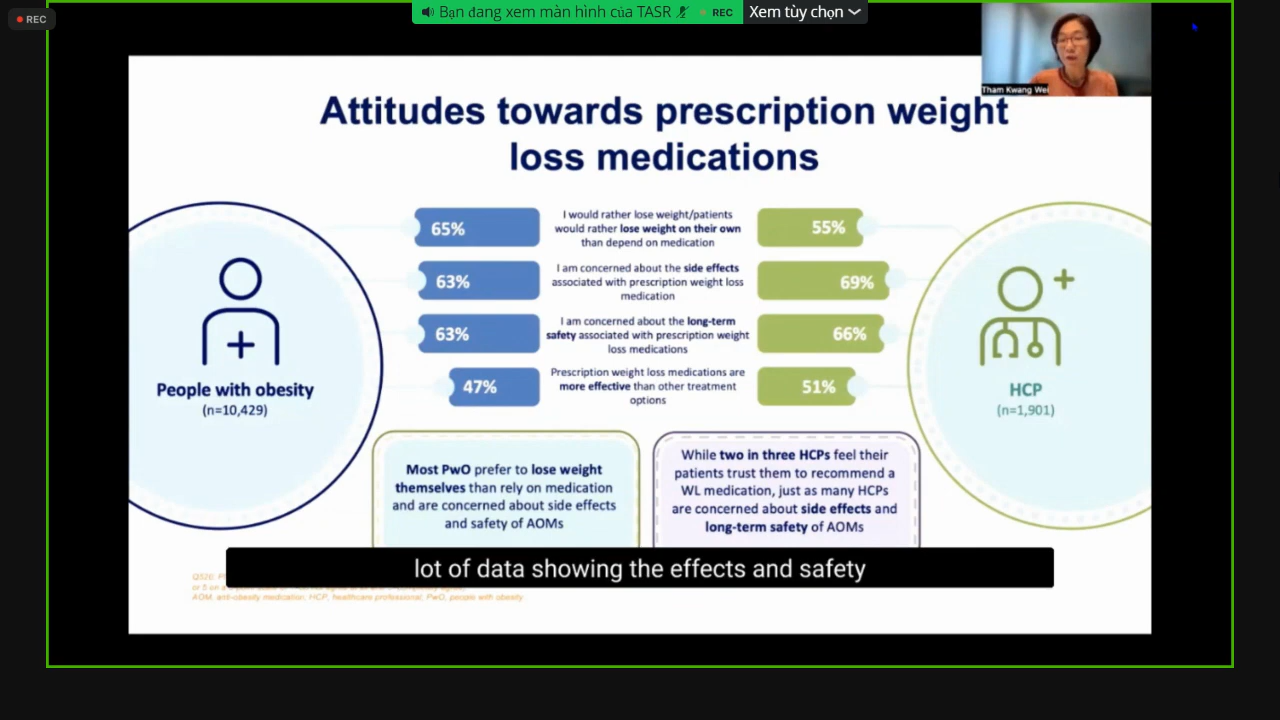 REC
Bạn đang xem màn hình của TASR
REC
Xem tùy chọn
Tham Kwang Wei
Attitudes towards prescription weight
loss medications
65%
I would rather lose weight/patients
would rather lose weight on their own
than depend on medication
55%
63%
I am concerned about the side effects
associated with prescription weight loss
medication
69%
63%
I am concerned about the long-term
safety associated with prescription weight
loss medications
66%
47%
Prescription weight loss medications are
more effective than other treatment
options
51%
People with obesity
(n=10,429)
HCP
(n=1,901)
Most PwO prefer to lose weight
themselves than rely on medication
and are concerned about side effects
and safety of AOMs
While two in three HCPs feel their
patients trust them to recommend a
WL medication, just as many HCPs
are concerned about side effects and
long-term safety of AOMs
lot of data showing the effects and safety
AOM, anti-obesity medication, HCP, healthcare professional, PwO, people with obesity